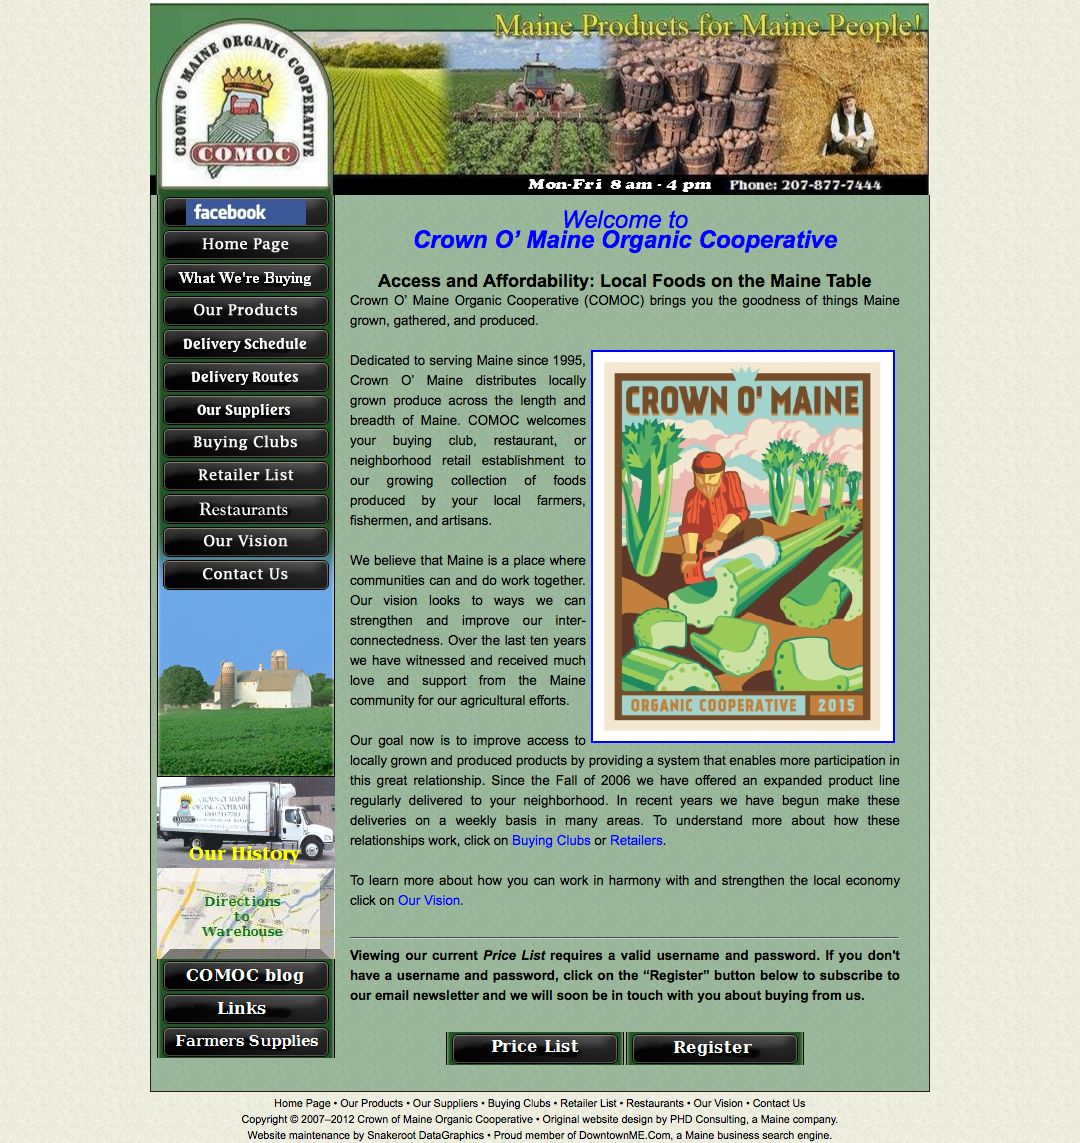 Maine Products for Maine People!
CROWN O' MAINE ORGANIC COOPERATIVE
COMOC
Mon-Fri 8 am - 4 pm Phone: 207-877-7444
facebook
Home Page
What We're Buying
Our Products
Delivery Schedule
Delivery Routes
Our Suppliers
Buying Clubs
Retailer List
Restaurants
Our Vision
Contact Us
CROWN O' MAINE
ORGANIC COOPERATIVE
Our History
Directions
to
Warehouse
COMOC blog
Links
Farmers Supplies
Welcome to
Crown O’ Maine Organic Cooperative
Access and Affordability: Local Foods on the Maine Table
Crown O’ Maine Organic Cooperative (COMOC) brings you the goodness of things Maine
grown, gathered, and produced.
Dedicated to serving Maine since 1995,
Crown O’ Maine distributes locally
grown produce across the length and
breadth of Maine. COMOC welcomes
your buying club, restaurant, or
neighborhood retail establishment to
our growing collection of foods
produced by your local farmers,
fishermen, and artisans.
We believe that Maine is a place where
communities can and do work together.
Our vision looks to ways we can
strengthen and improve our inter-
connectedness. Over the last ten years
we have witnessed and received much
love and support from the Maine
community for our agricultural efforts.
CROWN O' MAINE
ORGANIC COOPERATIVE 2015
Our goal now is to improve access to
locally grown and produced products by providing a system that enables more participation in
this great relationship. Since the Fall of 2006 we have offered an expanded product line
regularly delivered to your neighborhood. In recent years we have begun make these
deliveries on a weekly basis in many areas. To understand more about how these
relationships work, click on Buying Clubs or Retailers.
To learn more about how you can work in harmony with and strengthen the local economy
click on Our Vision.
Viewing our current Price List requires a valid username and password. If you don't
have a username and password, click on the “Register” button below to subscribe to
our email newsletter and we will soon be in touch with you about buying from us.
Price List Register
Home Page • Our Products • Our Suppliers • Buying Clubs • Retailer List • Restaurants • Our Vision • Contact Us
Copyright © 2007–2012 Crown of Maine Organic Cooperative • Original website design by PHD Consulting, a Maine company.
Website maintenance by Snakeroot DataGraphics • Proud member of DowntownME.Com, a Maine business search engine.